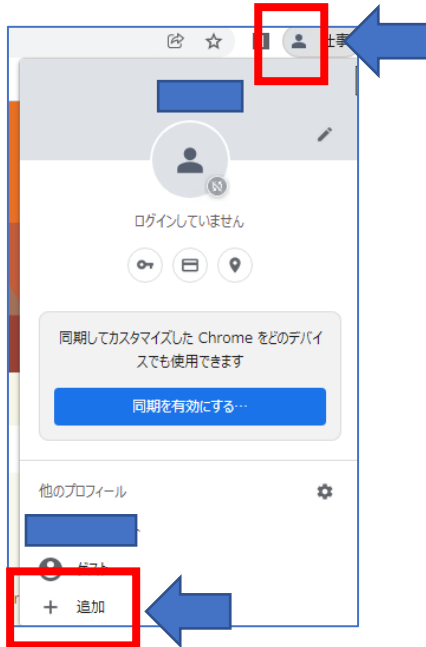 仕事
ログインしていません
同期してカスタマイズした Chrome をどのデバイ
スでも使用できます
同期を有効にする…
他のプロフィール
ゲスト
追加